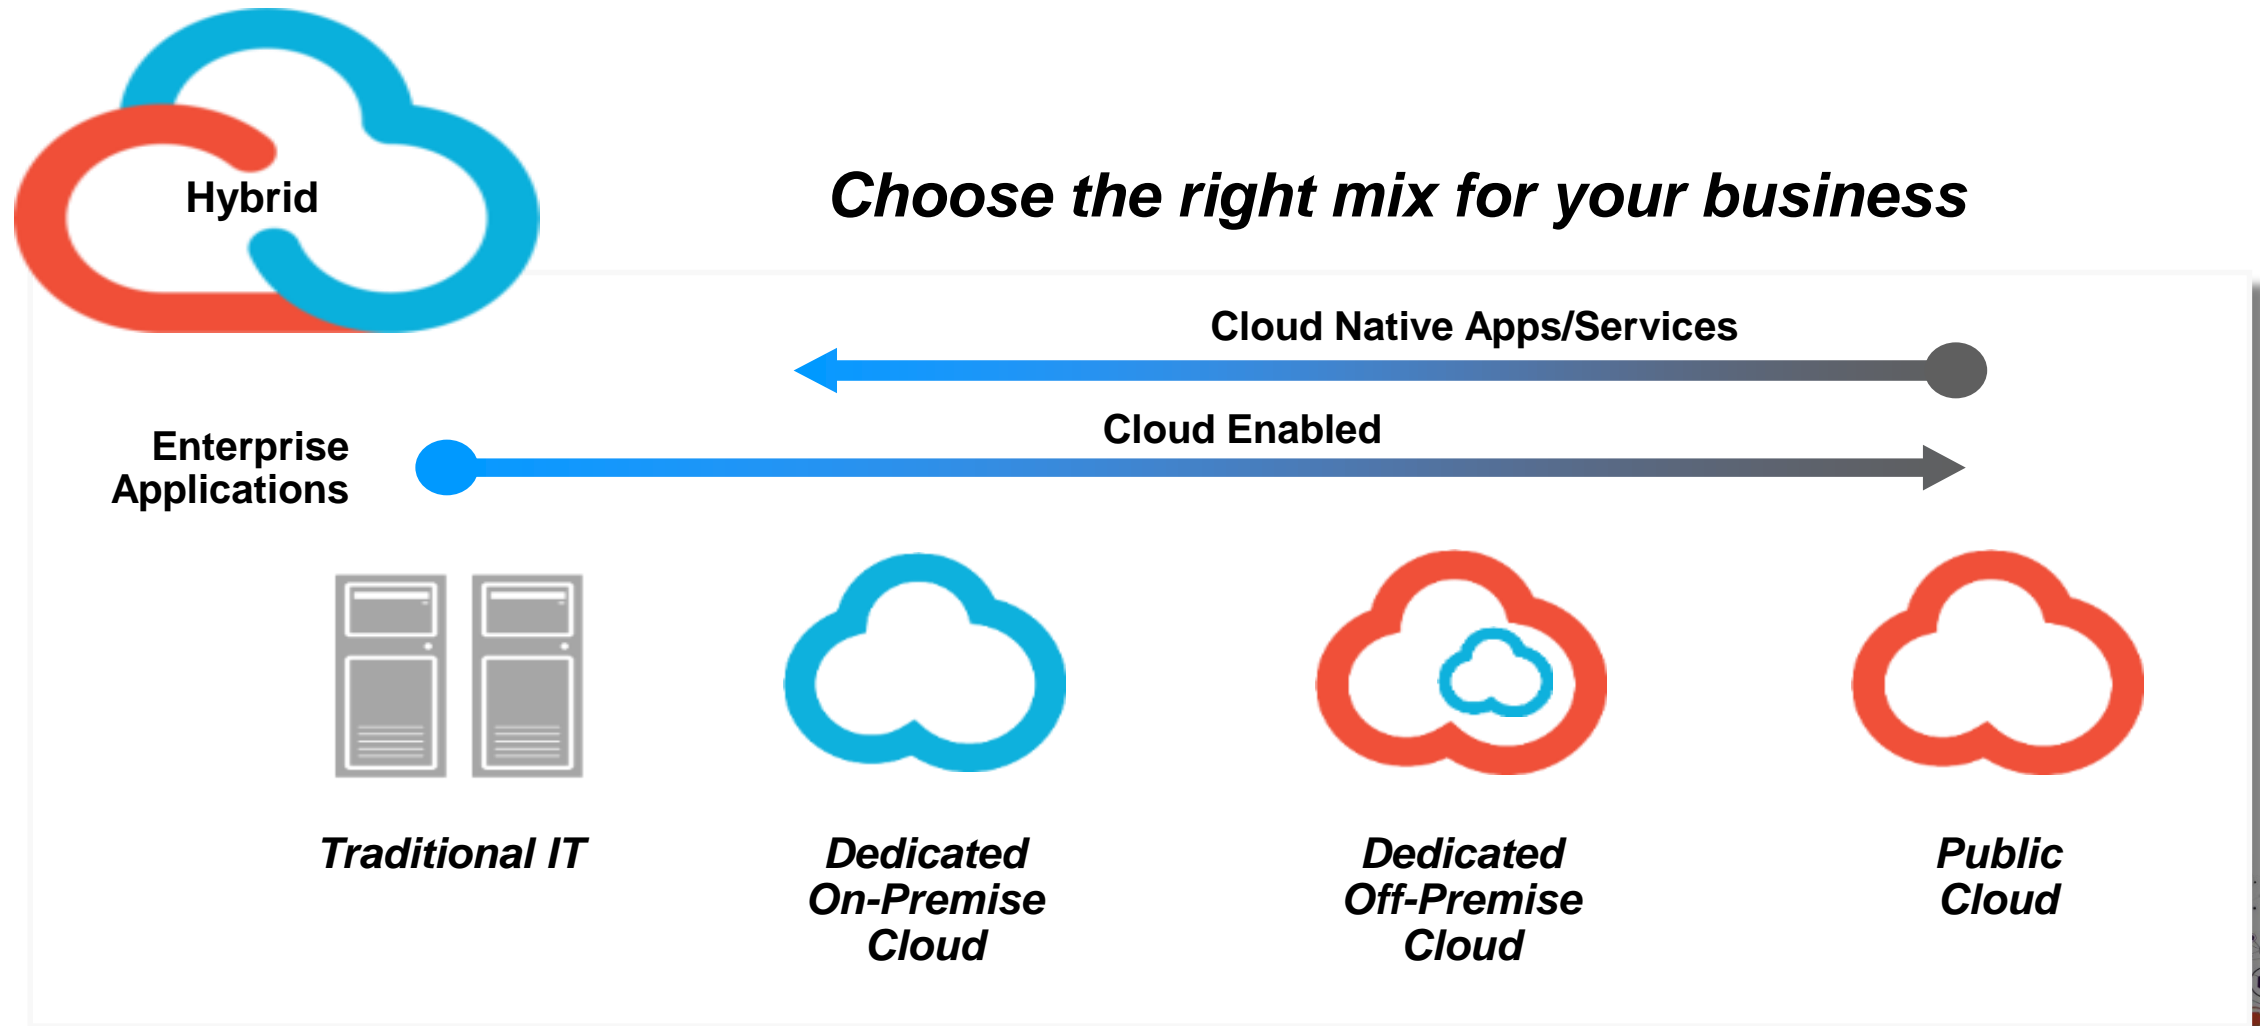 Hybrid
Choose the right mix for your business
Cloud Native Apps/Services
Cloud Enabled
Enterprise
Applications
Traditional IT
Dedicated
On-Premise
Cloud
Dedicated
Off-Premise
Cloud
Public
Cloud